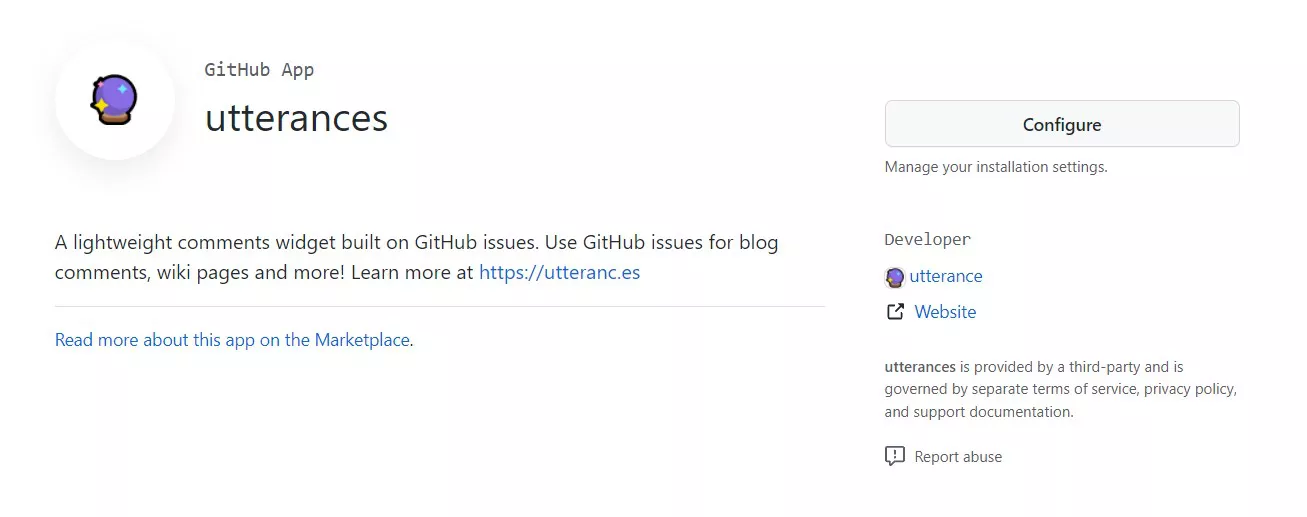 GitHub App
utterances
Configure
Manage your installation settings.
A lightweight comments widget built on GitHub issues. Use GitHub issues for blog
comments, wiki pages and more! Learn more at https://utteranc.es
Read more about this app on the Marketplace.
Developer
utterance
Website
utterances is provided by a third-party and is
governed by separate terms of service, privacy policy,
and support documentation.
Report abuse